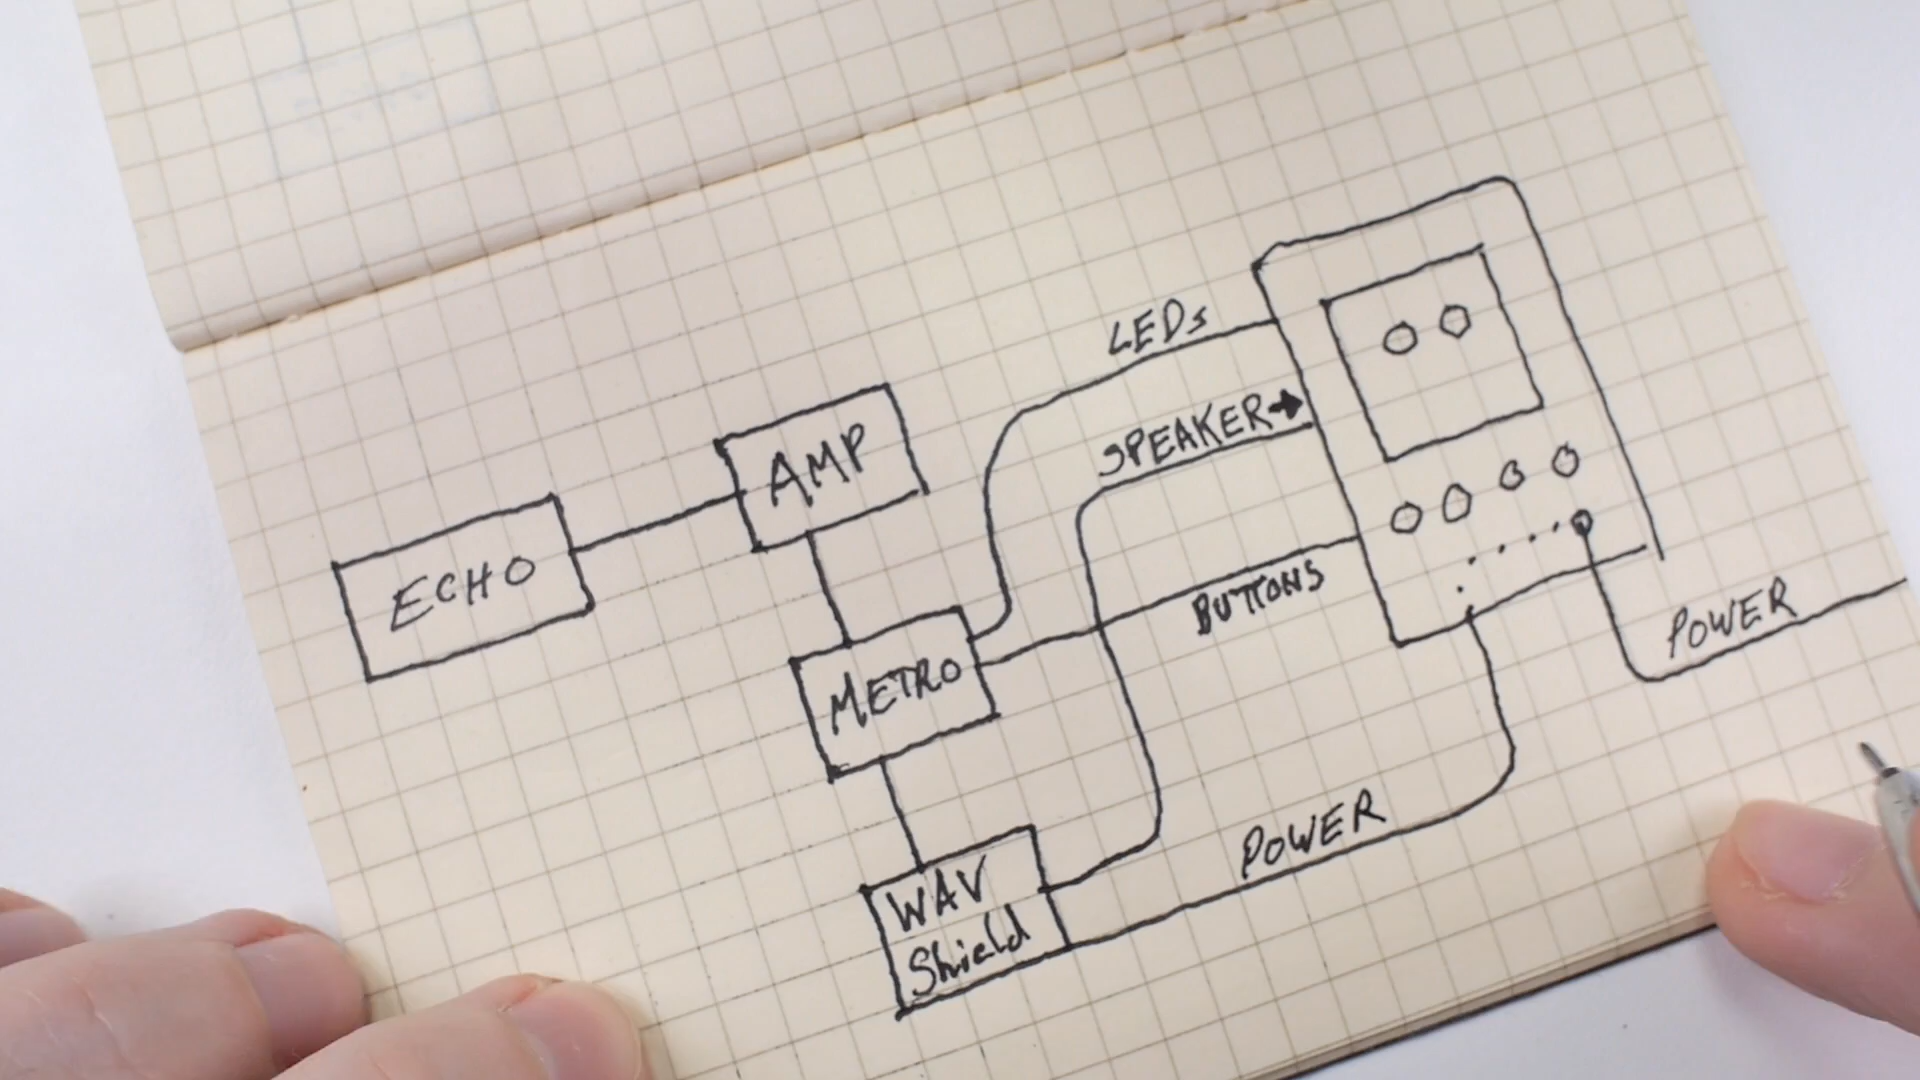 LEDs
SPEAKER→
AMP
ECHO
BUTTONS
METRO
POWER
POWER
WAV
Shield